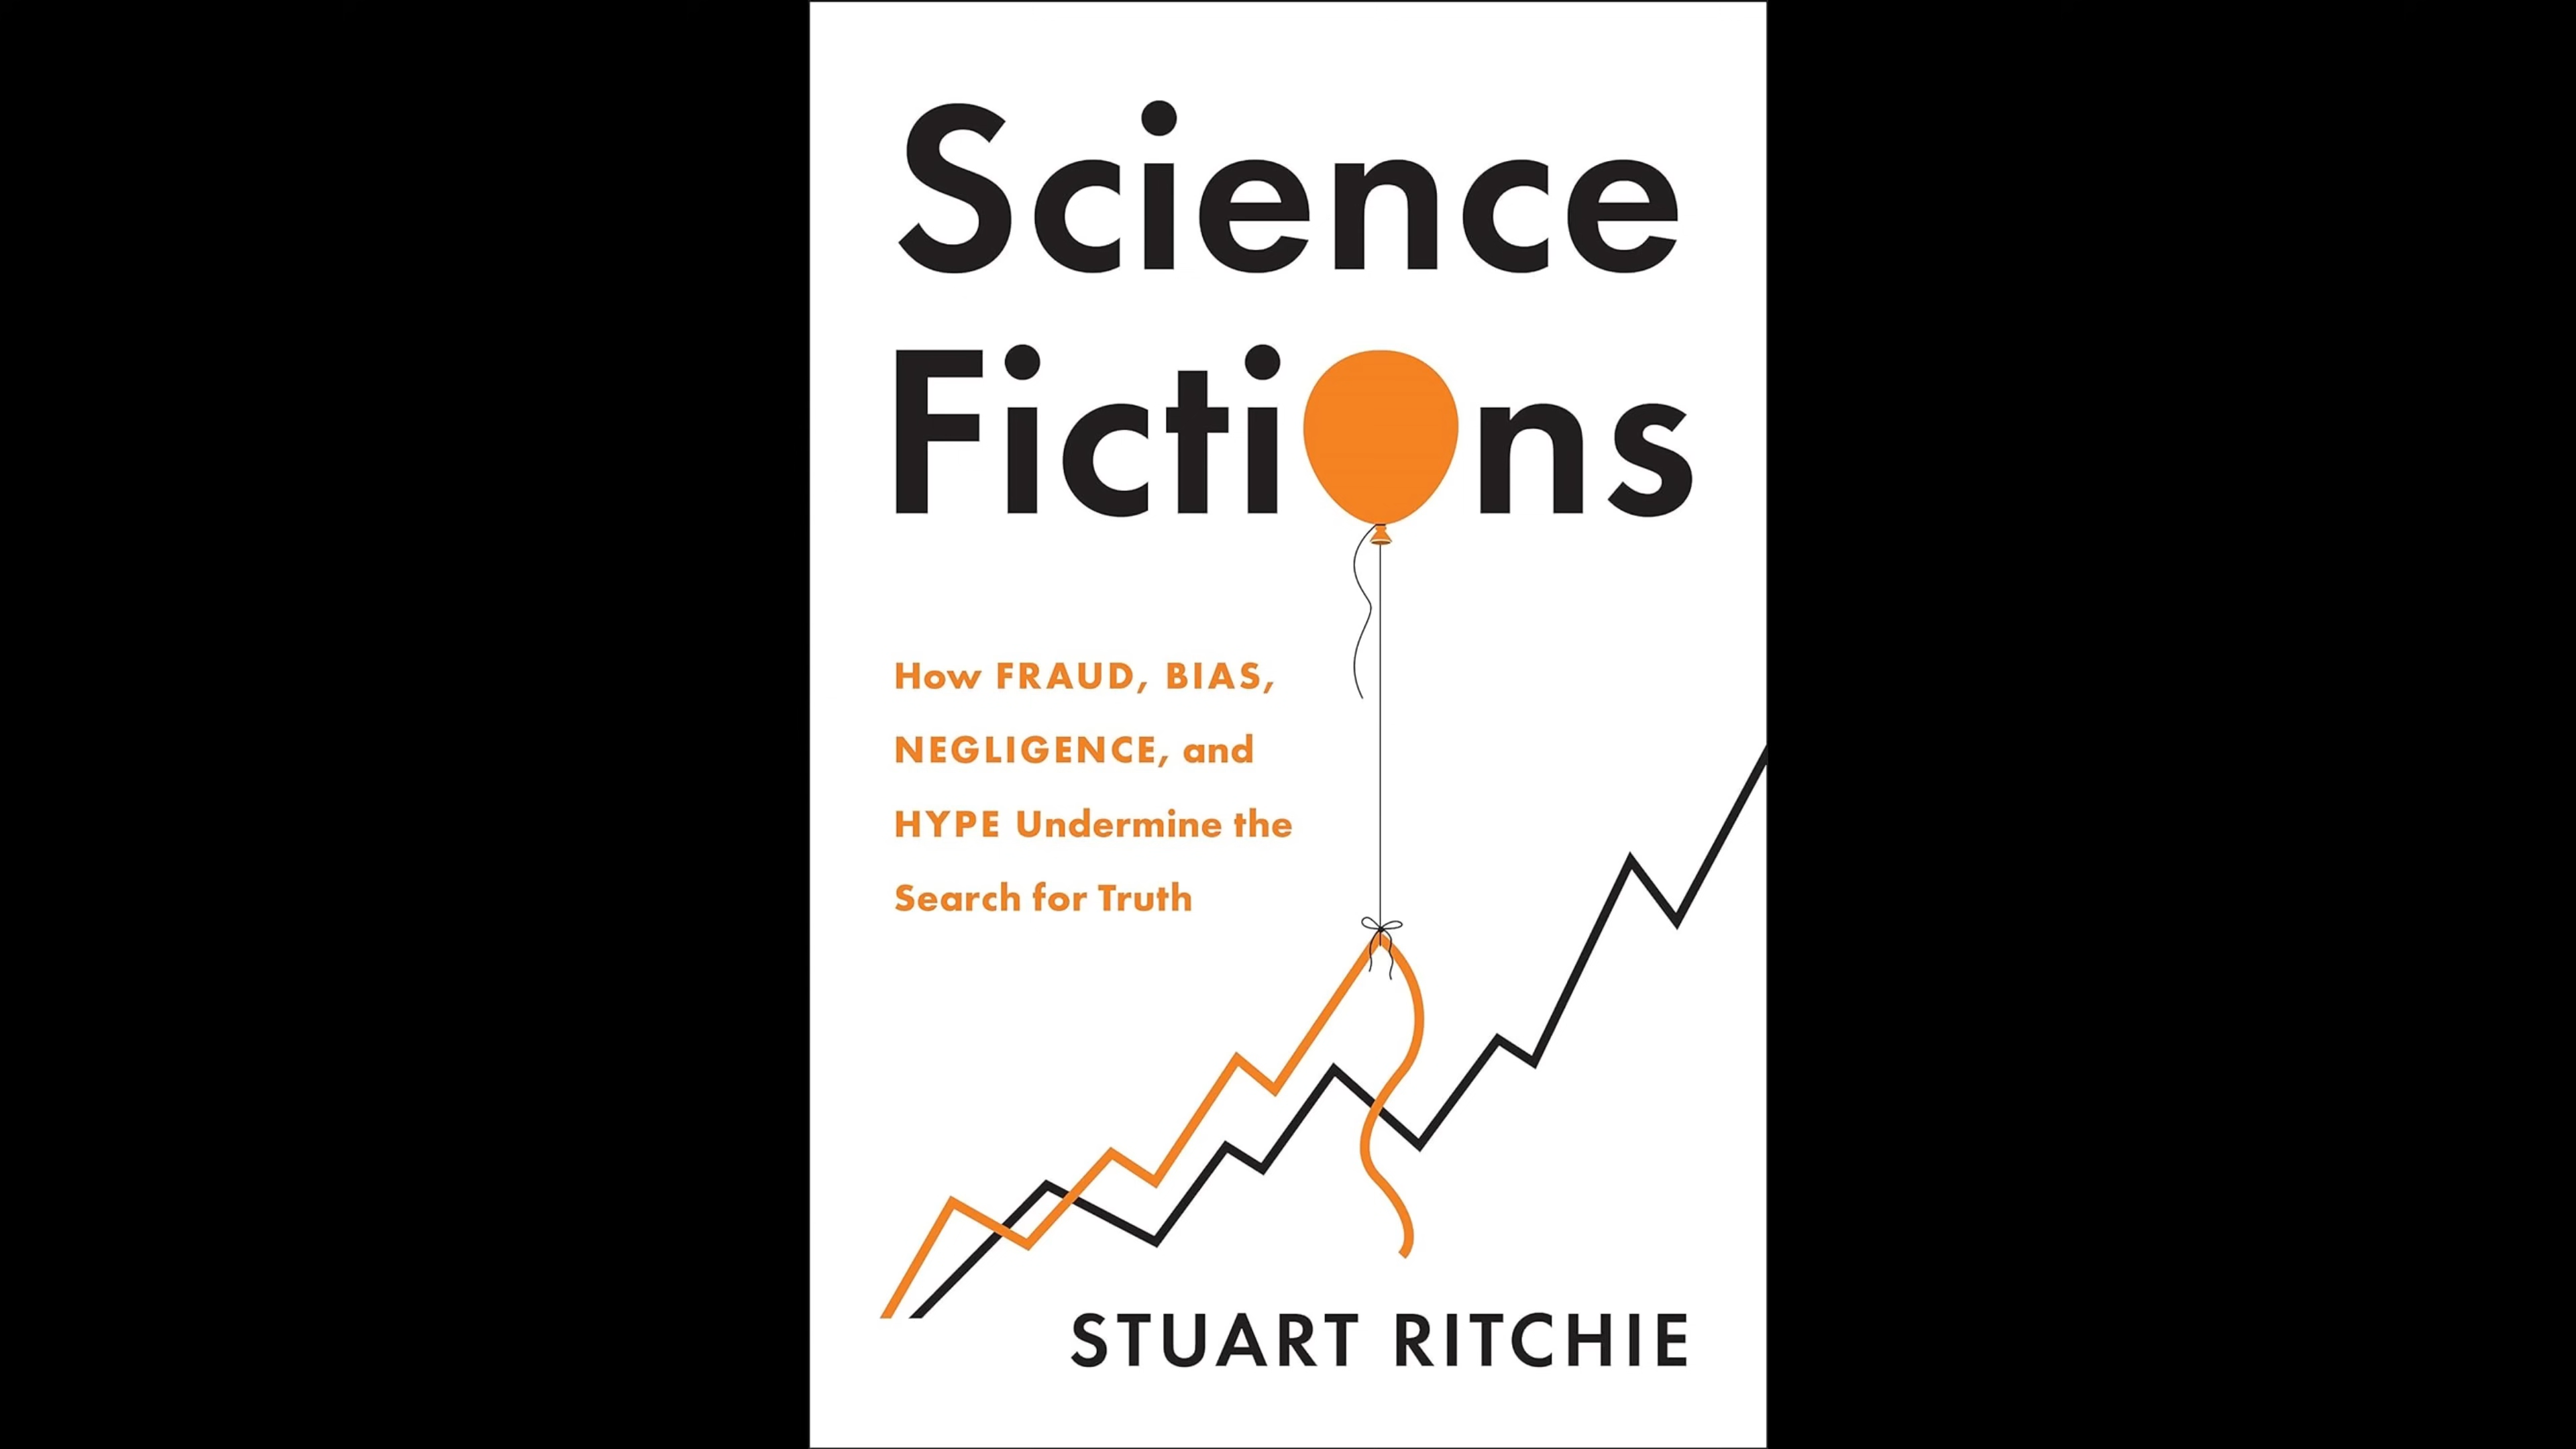 Science
Fictions
How FRAUD, BIAS,
NEGLIGENCE, and
HYPE Undermine the
Search for Truth
STUART RITCHIE